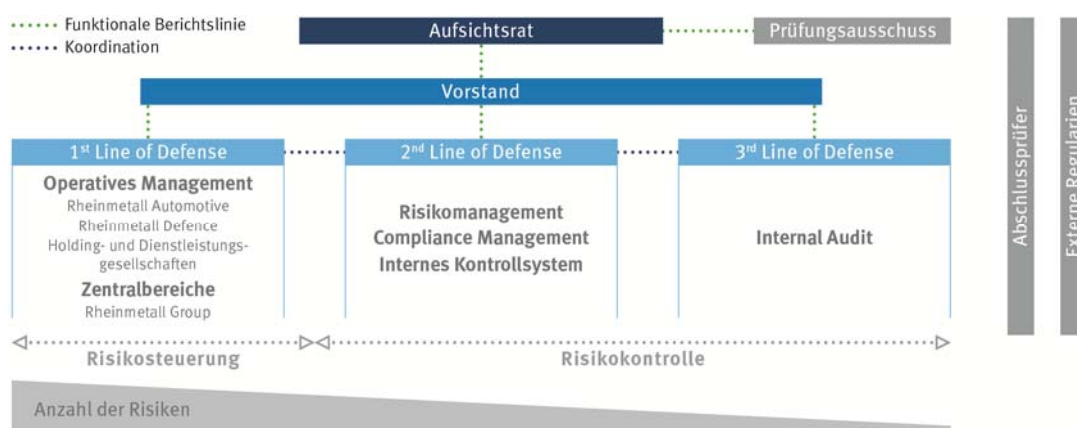 Funktionale Berichtslinie
Koordination
Aufsichtsrat
Prüfungsausschuss
Vorstand
1st Line of Defense
2nd Line of Defense
3rd Line of Defense
Operatives Management
Rheinmetall Automotive
Rheinmetall Defence
Holding- und Dienstleistungs-
gesellschaften
Zentralbereiche
Rheinmetall Group
Risikomanagement
Compliance Management
Internes Kontrollsystem
Internal Audit
Risikosteuerung
Risikokontrolle
Anzahl der Risiken
Abschlussprüfer
Externe Regularien